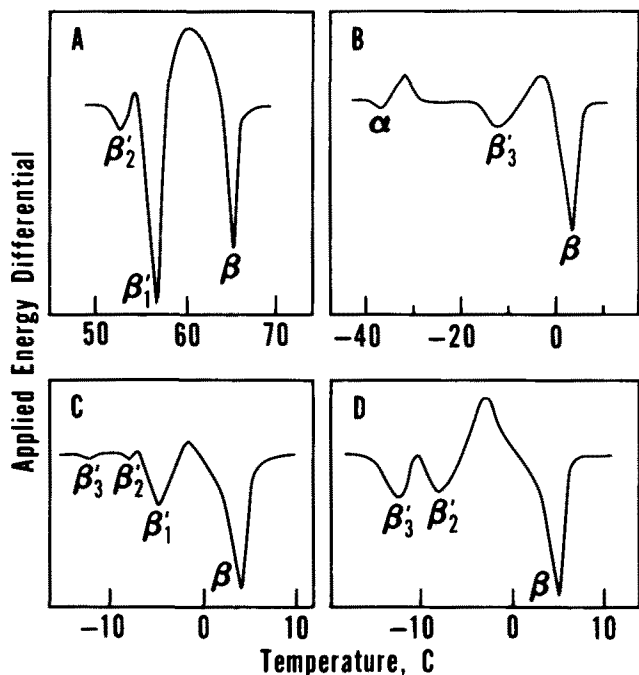 Applied Energy Differential
A
β′₂
β′₁
β
50 60 70
B
α
β′₃
β
-40 -20 0
C
β′₃ β′₂
β′₁
β
-10 0 10
D
β′₃ β′₂
β
-10 0 10
Temperature, C